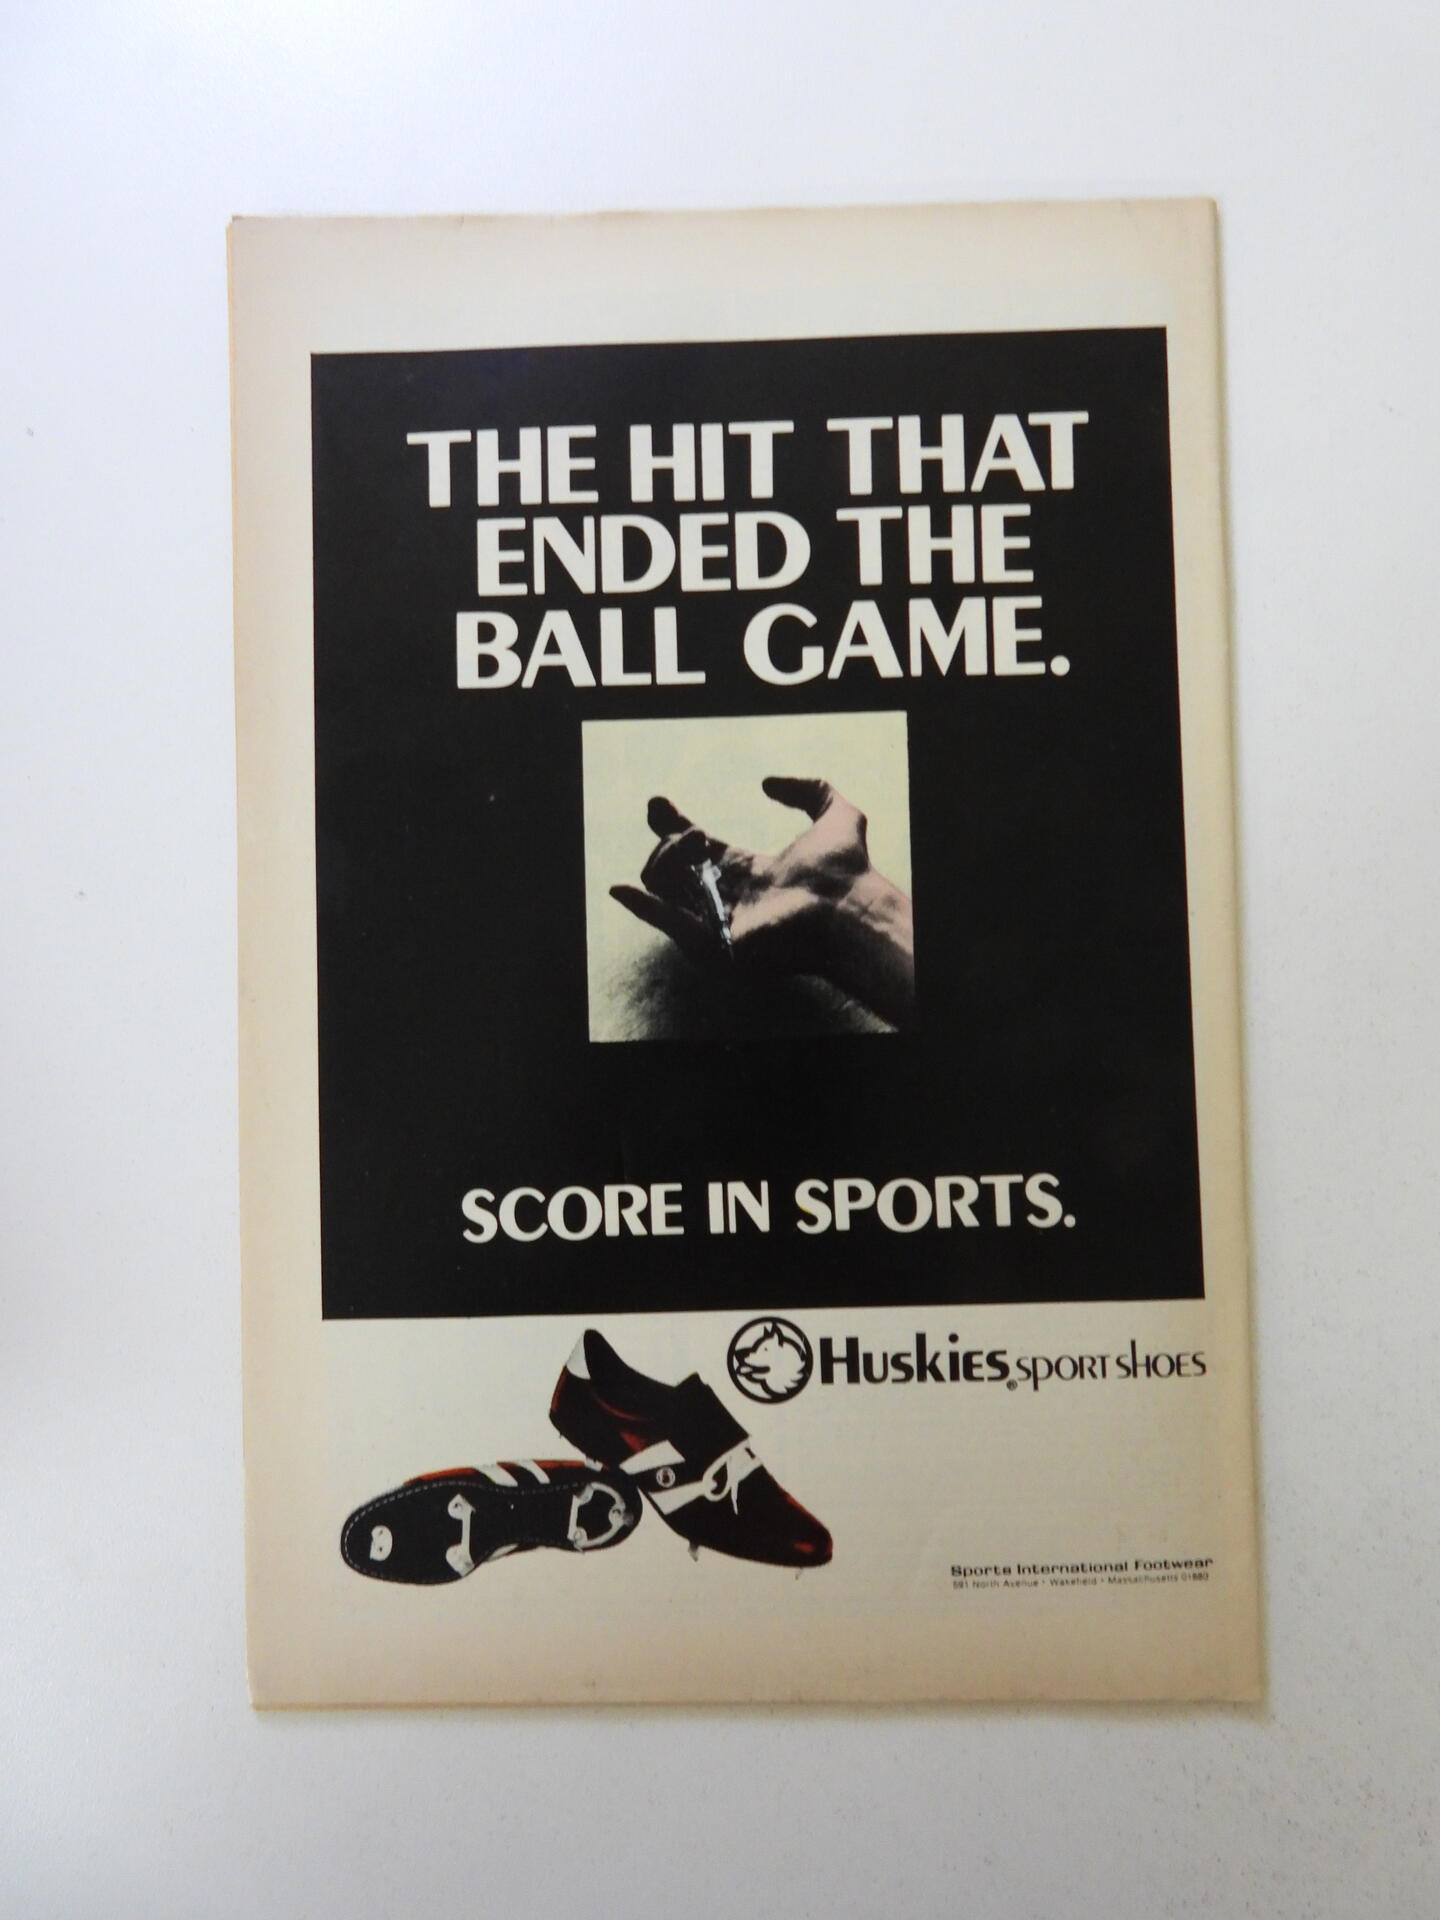 THE HIT THAT
ENDED THE
BALL GAME.
SCORE IN SPORTS.
HUSKIES® SPORT SHOES
Sports International Footwear
591 North Avenue • Wakefield • Massachusetts 01880